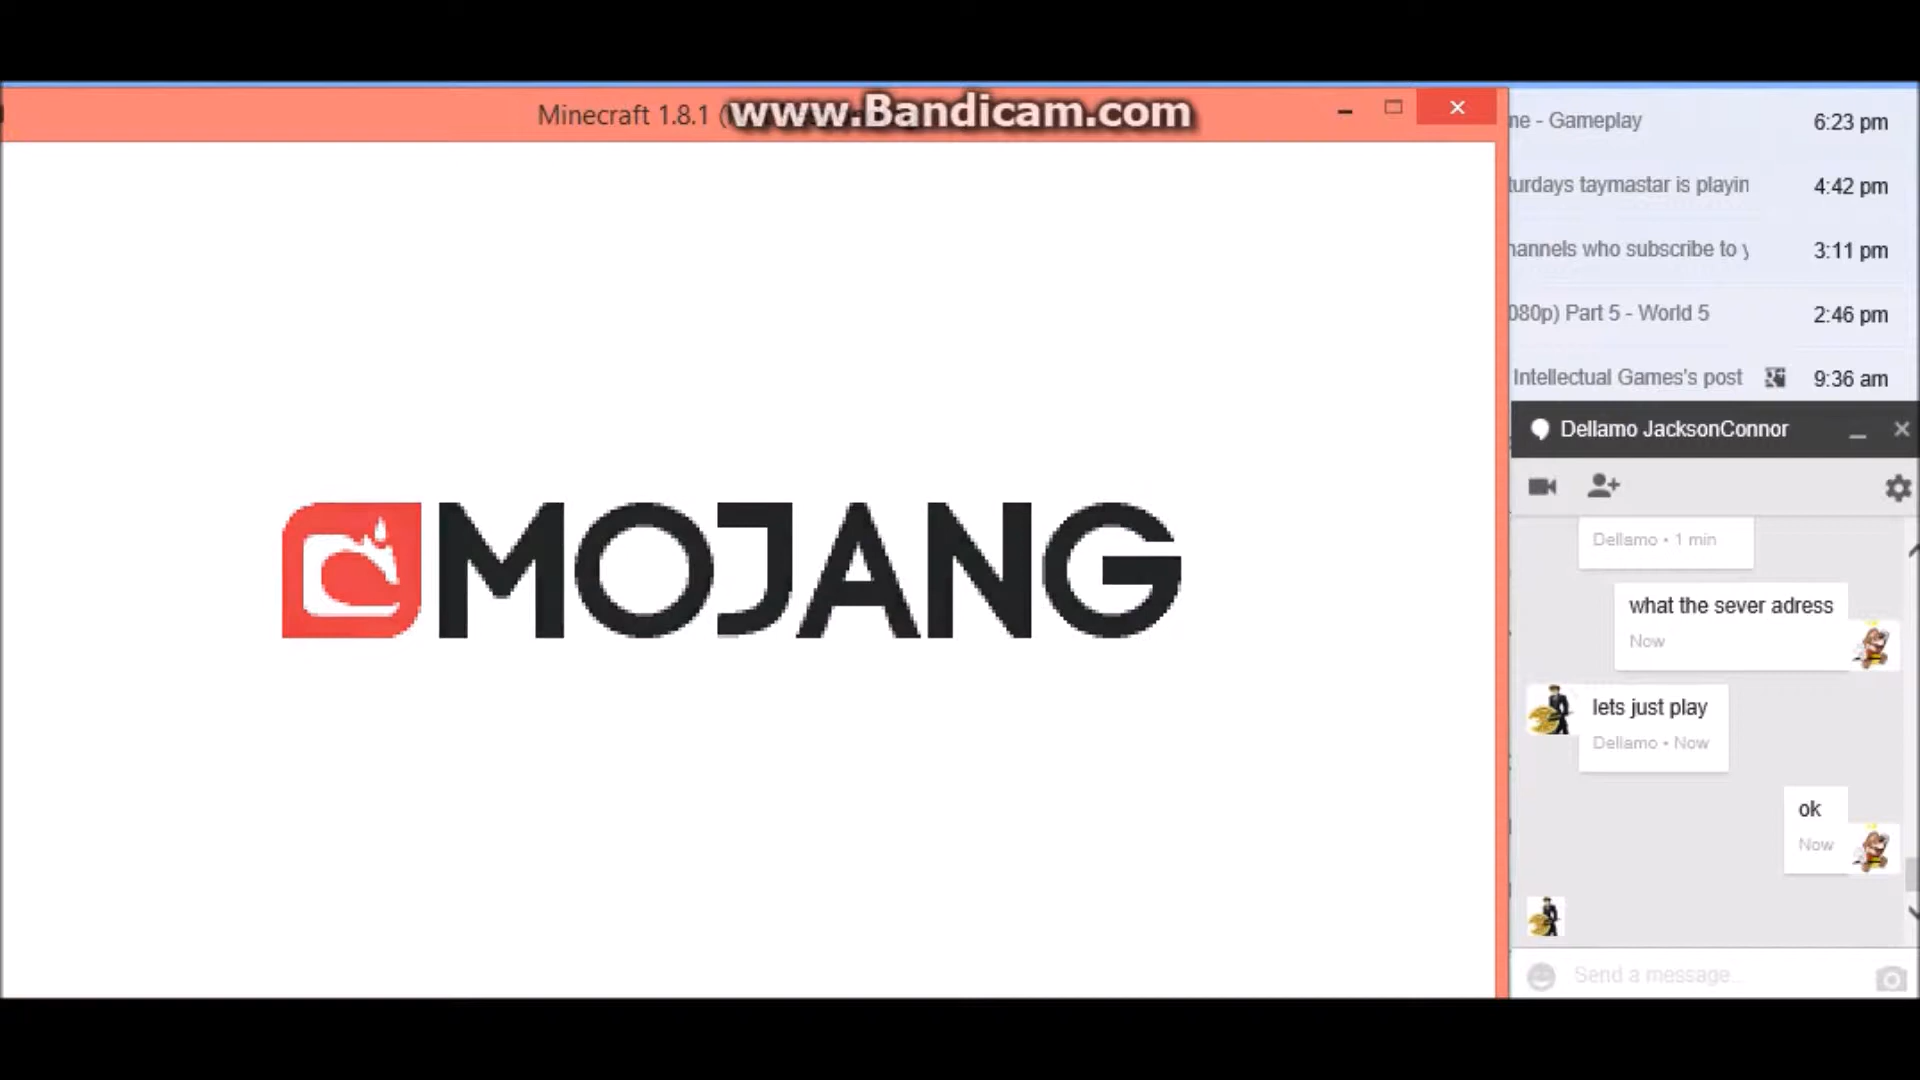 Minecraft 1.8.1 (
www.Bandicam.com
ne - Gameplay 6:23 pm
turdays taymastar is playin 4:42 pm
hannels who subscribe to y 3:11 pm
080p) Part 5 - World 5 2:46 pm
Intellectual Games's post 9:36 am
MOJANG
Dellamo JacksonConnor
Dellamo • 1 min
what the sever adress
Now
lets just play
Dellamo • Now
ok
Now
Send a message...